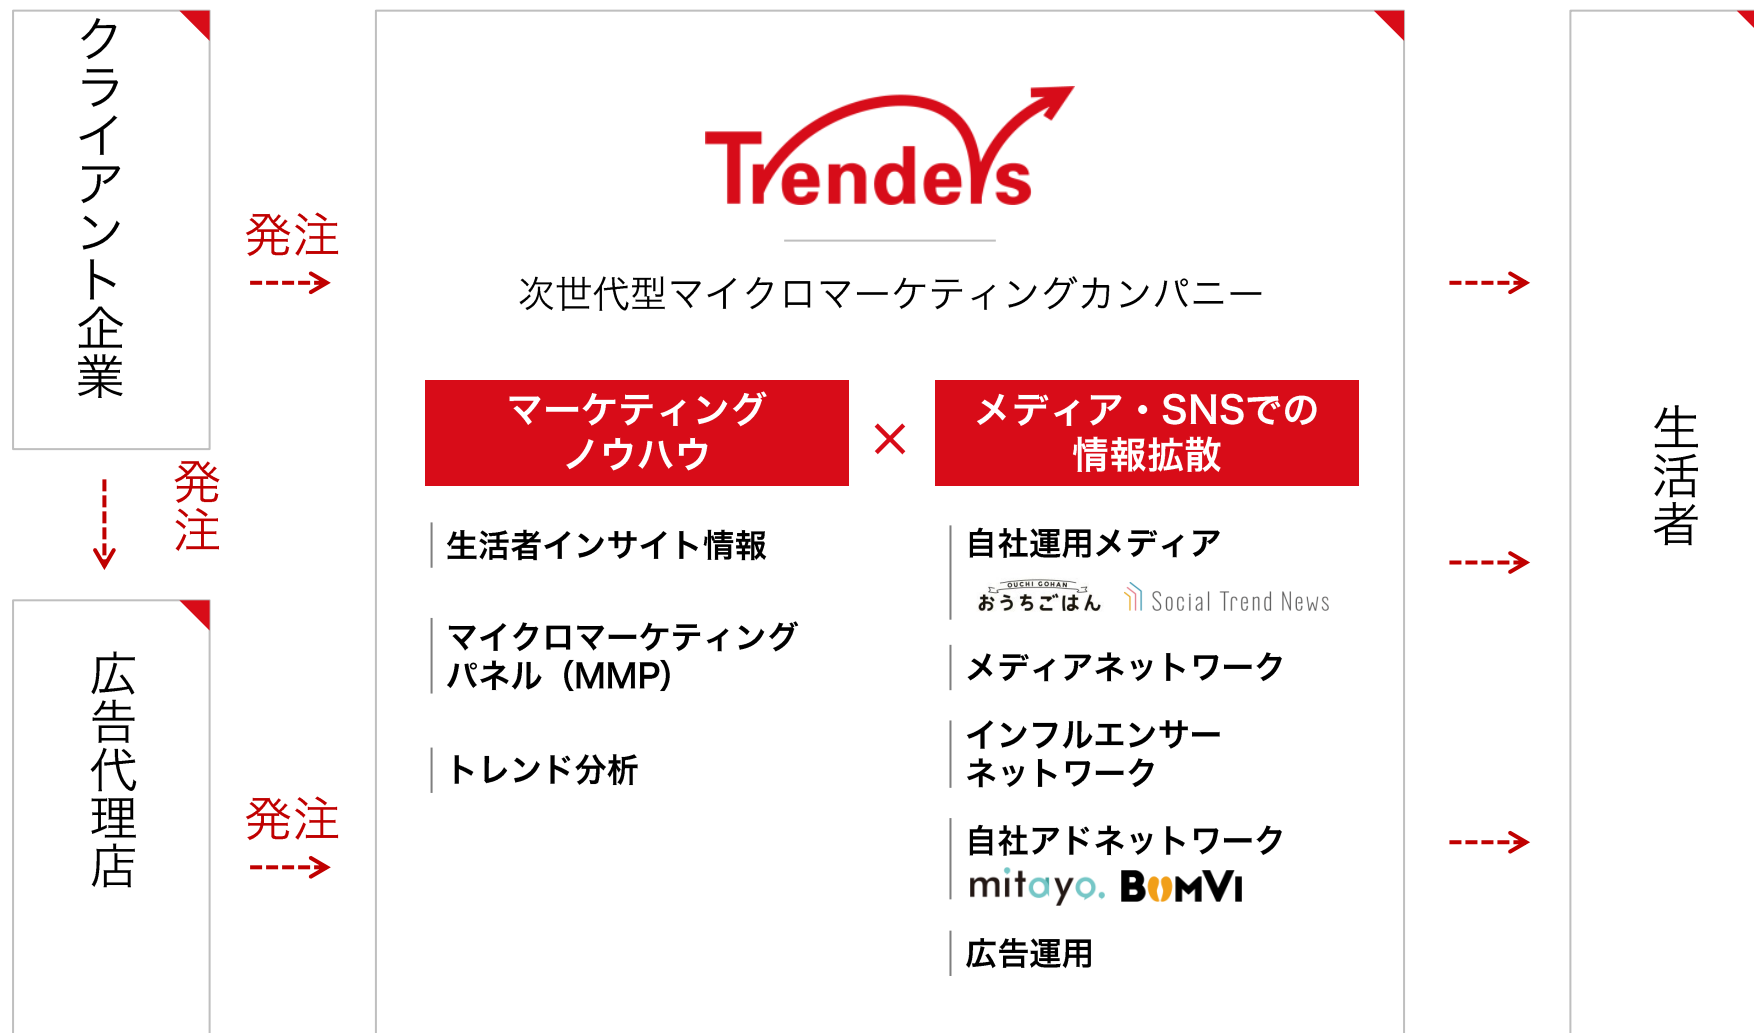 クライアント企業
発注
発注
広告代理店
発注
Trenders
次世代型マイクロマーケティングカンパニー
マーケティング
ノウハウ
×
メディア・SNSでの
情報拡散
生活者インサイト情報
マイクロマーケティング
パネル（MMP）
トレンド分析
自社運用メディア
OUCHI GOHAN
おうちごはん
Social Trend News
メディアネットワーク
インフルエンサー
ネットワーク
自社アドネットワーク
mitayo.
BOMVI
広告運用
生活者